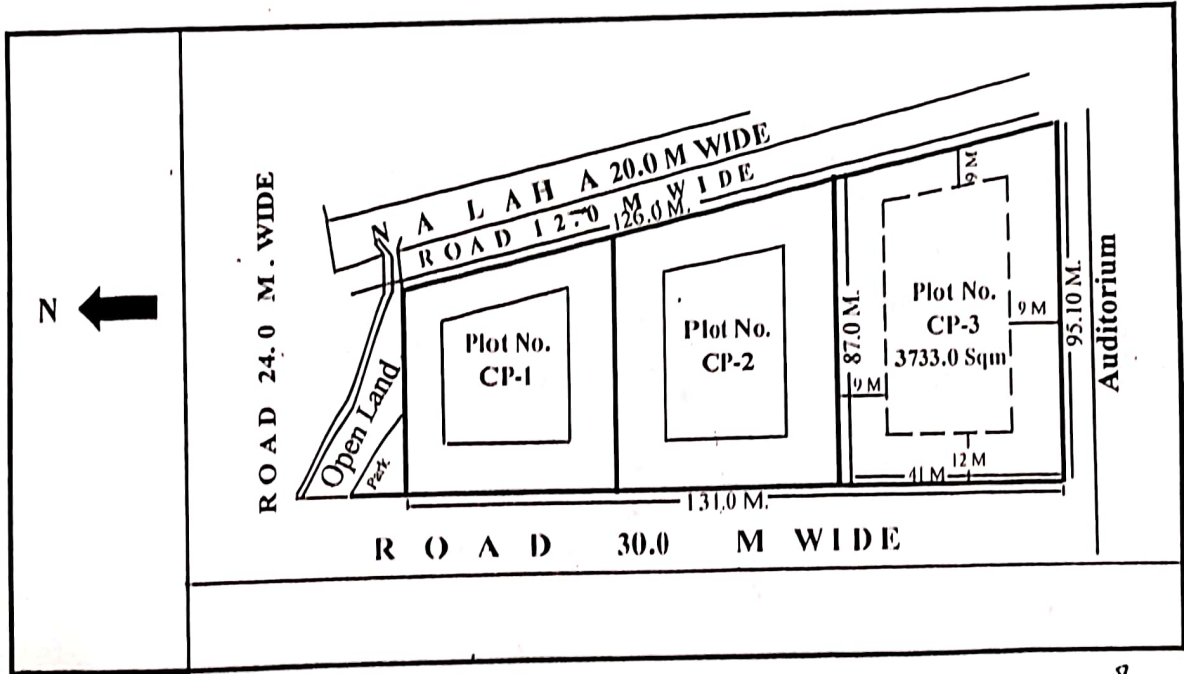 N
ROAD 24.0 M. WIDE
NALAHA 20.0 M WIDE
ROAD 12.0 M WIDE
126.0 M.
N
Open Land
Park
Plot No.
CP-1
Plot No.
CP-2
87.0 M.
9 M
Plot No.
CP-3
3733.0 Sqm
9 M
9 M
12 M
41 M
95.10 M.
Auditorium
131.0 M.
ROAD 30.0 M WIDE